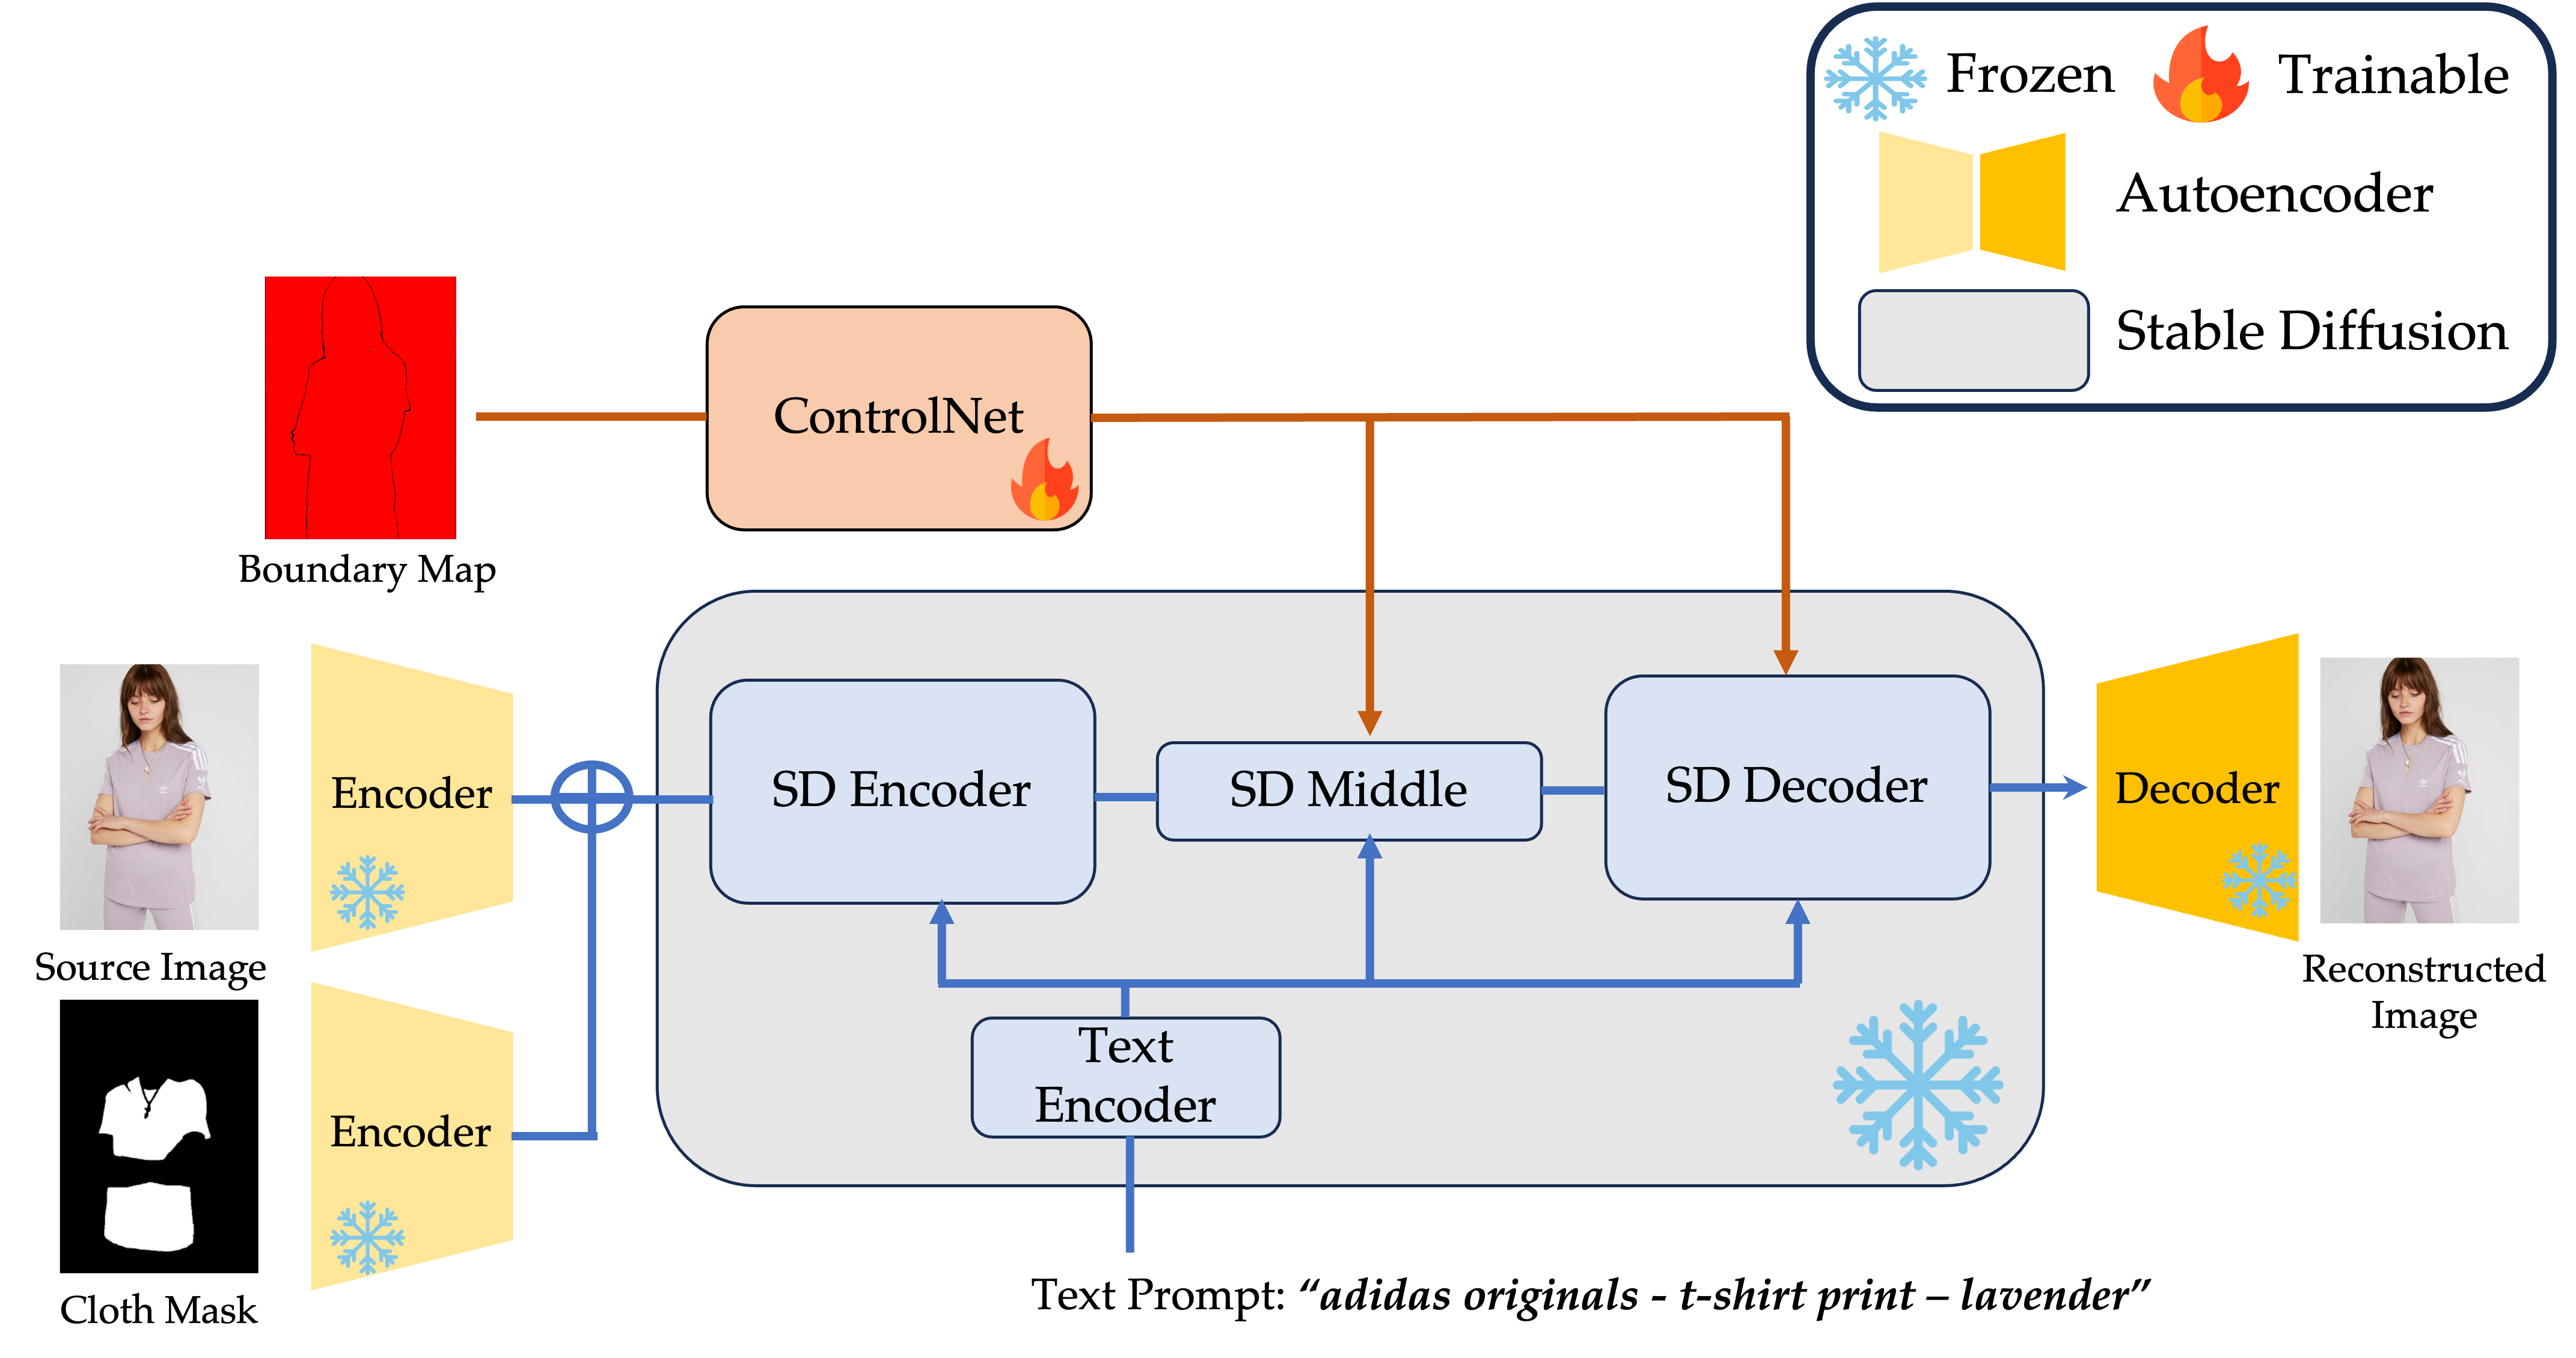 Frozen
Trainable
Autoencoder
Stable Diffusion
ControlNet
Boundary Map
Encoder
SD Encoder
SD Middle
SD Decoder
Decoder
Source Image
Reconstructed
Image
Text
Encoder
Encoder
Cloth Mask
Text Prompt: “adidas originals - t-shirt print – lavender”